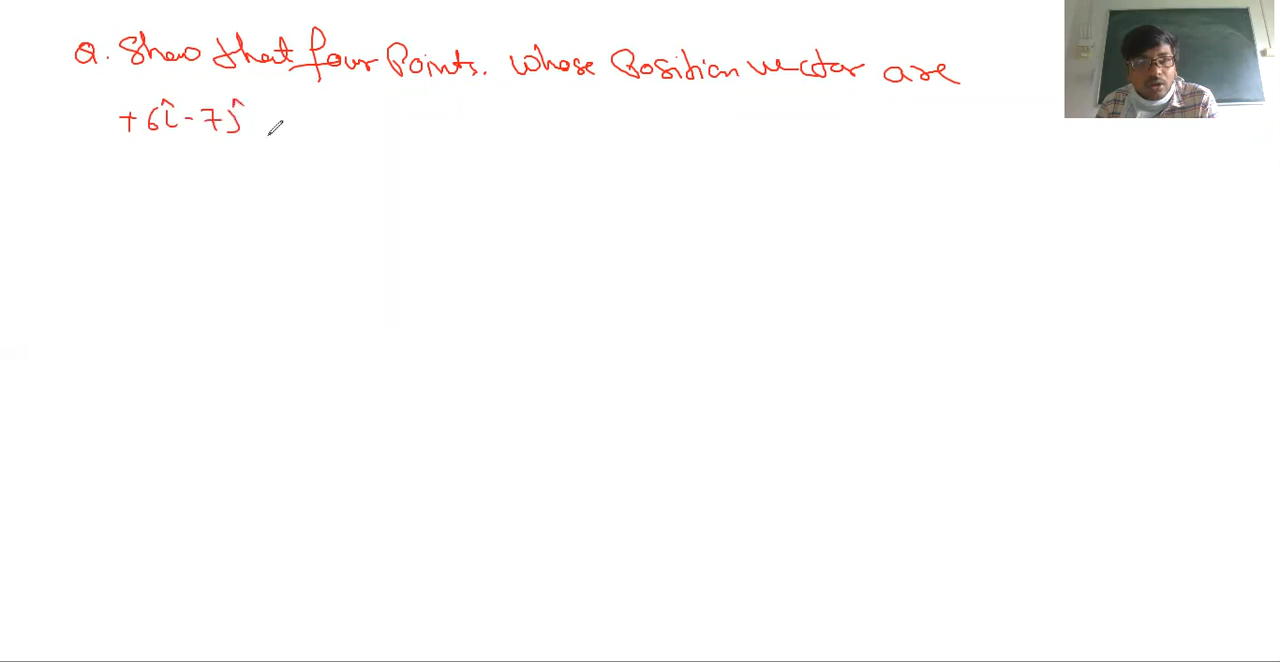 Q. Show that four Points. Whose Position vector are
+6î - 7ĵ